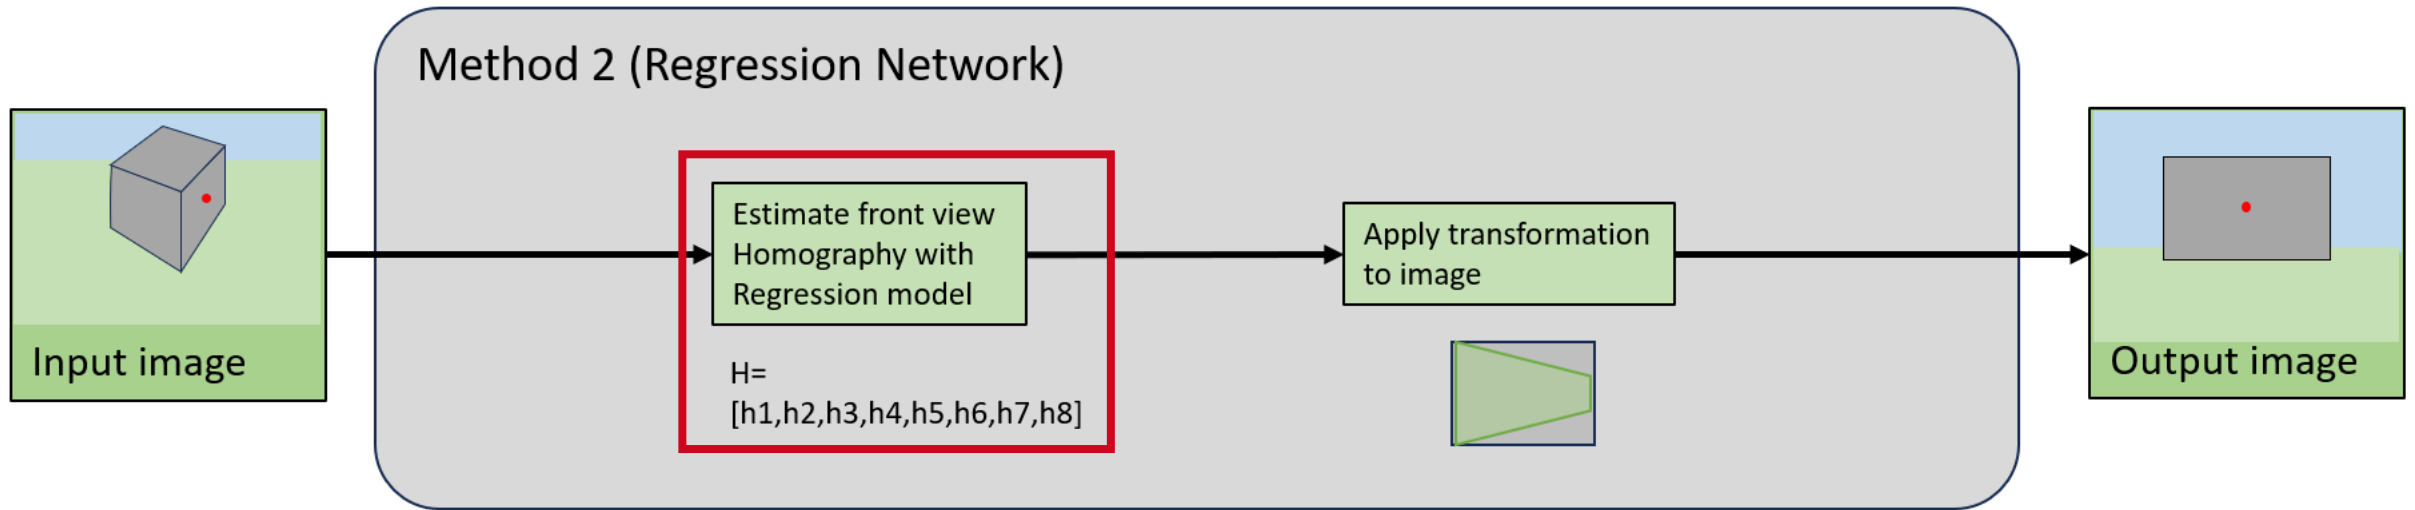 Method 2 (Regression Network)
Input image
Estimate front view
Homography with
Regression model
H=
[h1,h2,h3,h4,h5,h6,h7,h8]
Apply transformation
to image
Output image